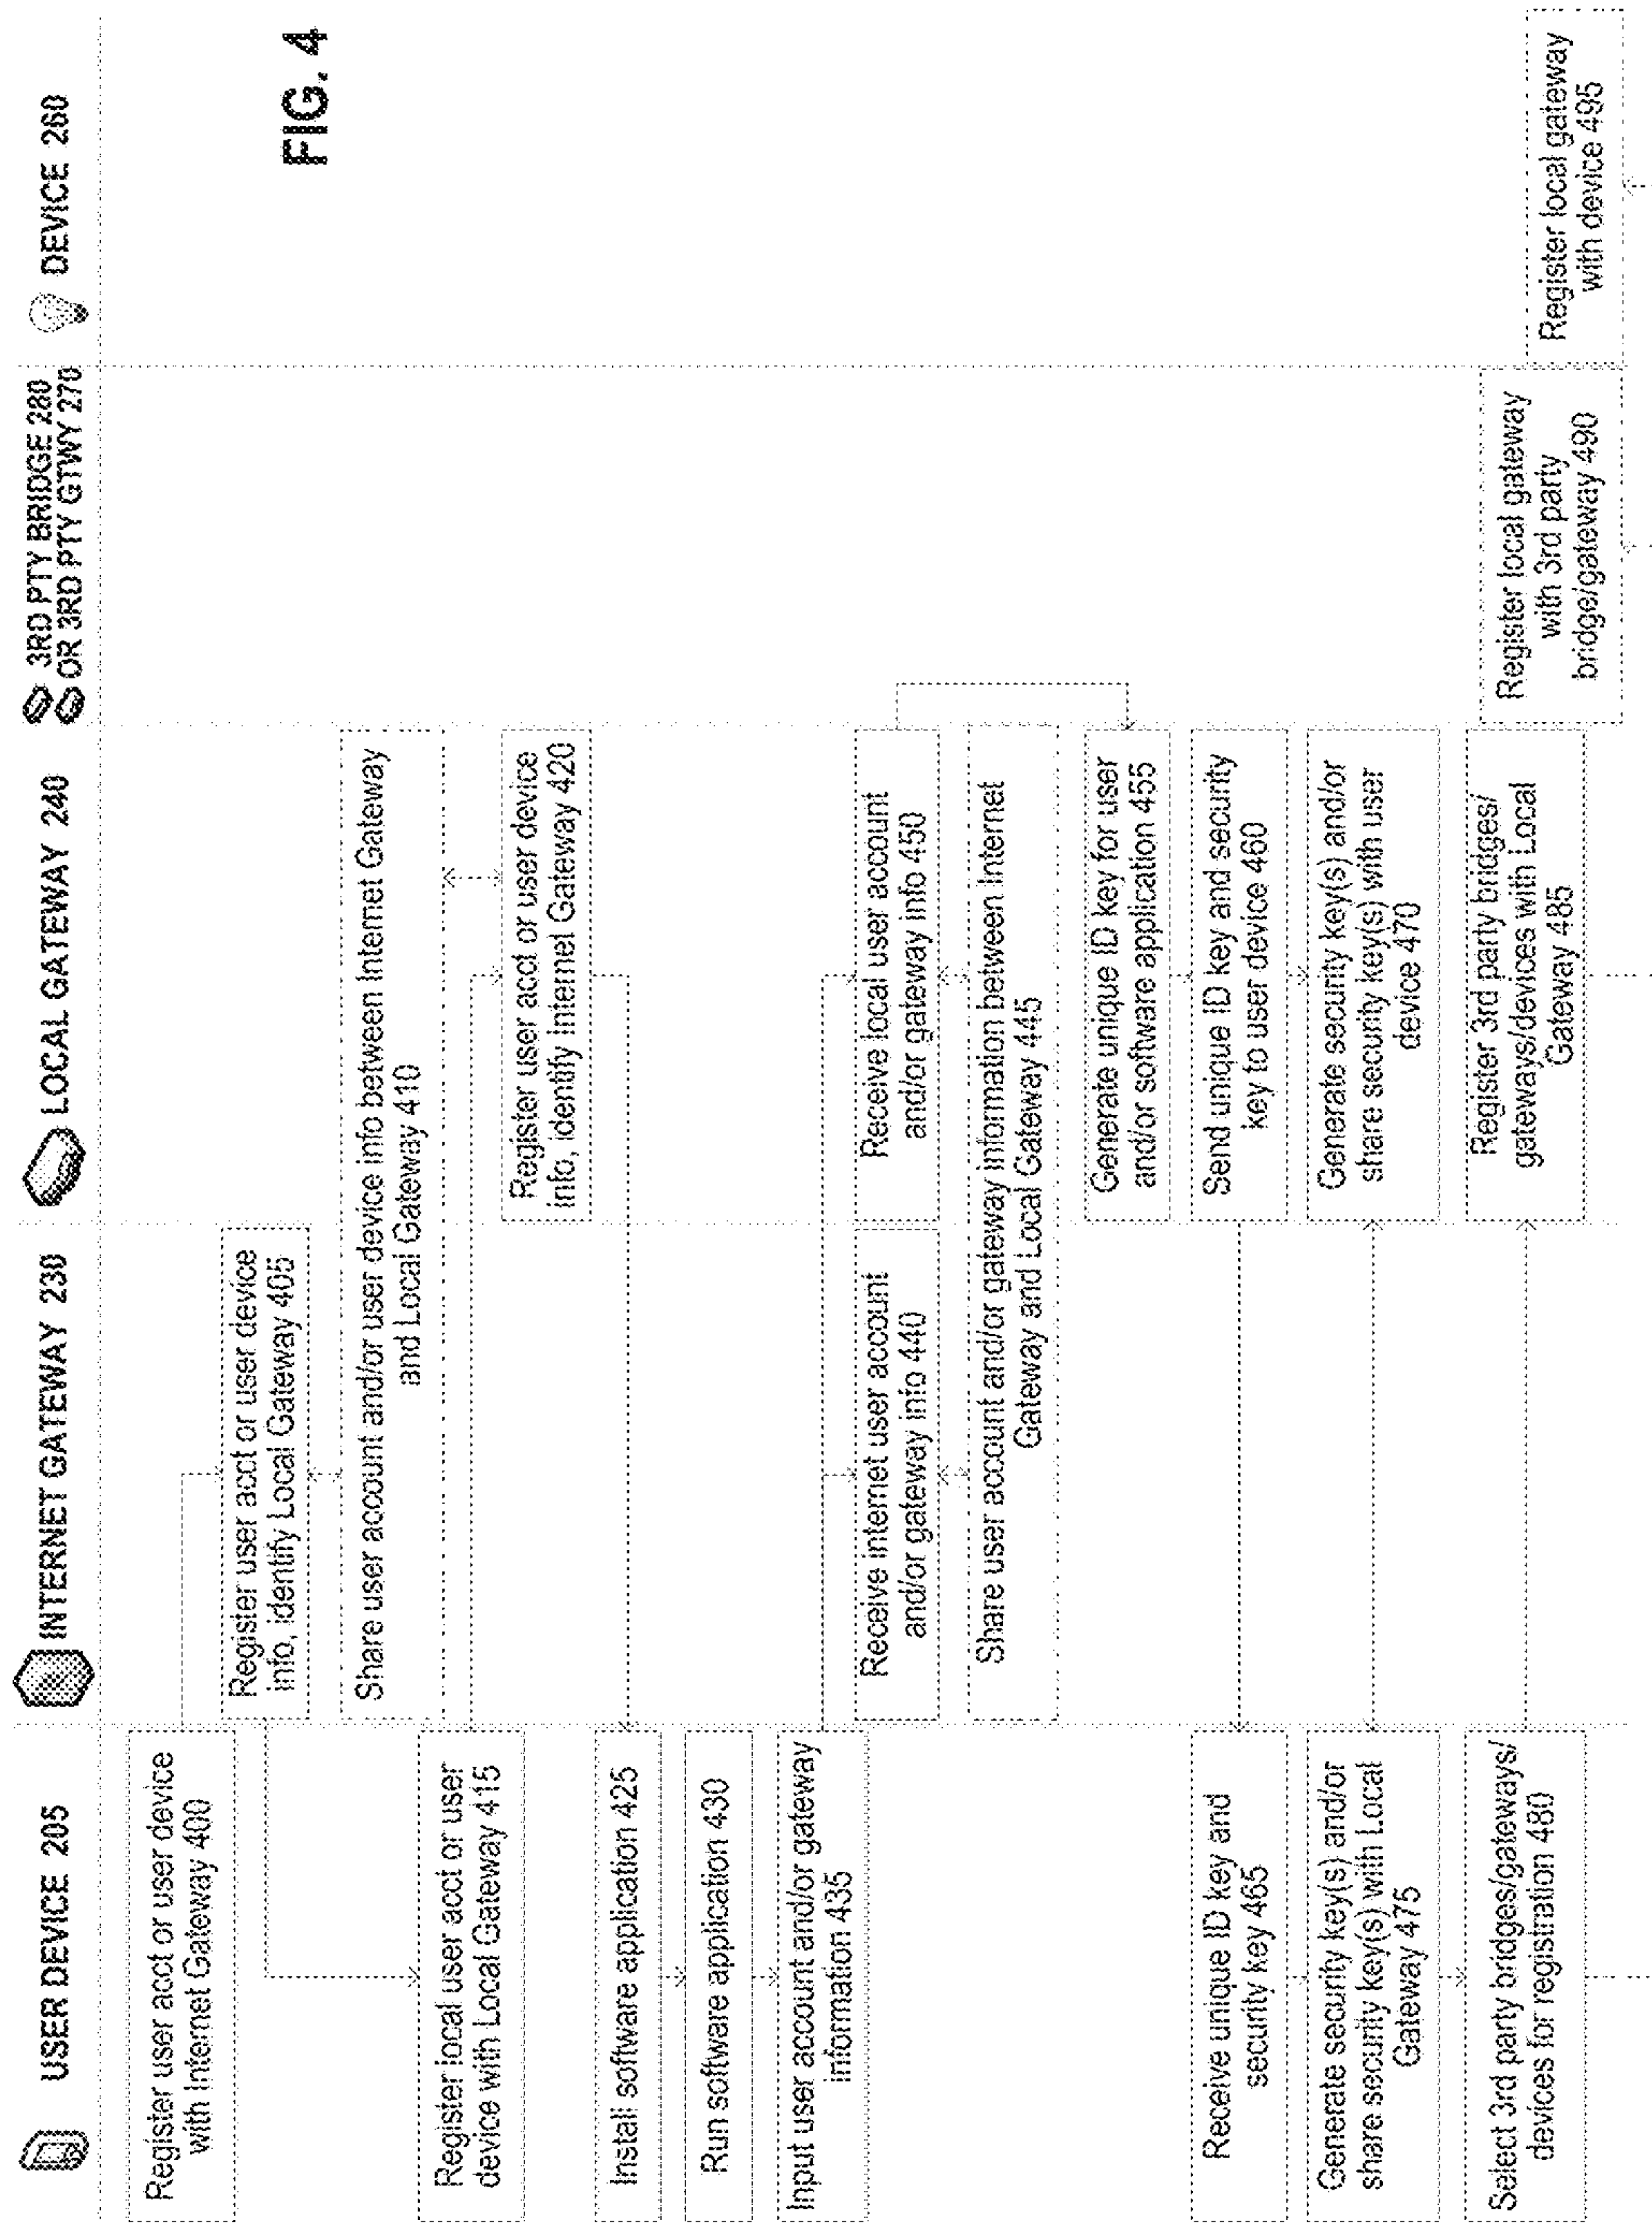 USER DEVICE 205
INTERNET GATEWAY 230
LOCAL GATEWAY 240
3RD PTY BRIDGE 280
OR 3RD PTY GTWY 270
DEVICE 260
FIG. 4
Register user acct or user device
with Internet Gateway 400
Register user acct or user device
info, identify Local Gateway 405
Share user account and/or user device info between Internet Gateway
and Local Gateway 410
Register local user acct or user
device with Local Gateway 415
Register user acct or user device
info, identify Internet Gateway 420
Install software application 425
Run software application 430
Input user account and/or gateway
information 435
Receive internet user account
and/or gateway info 440
Receive local user account
and/or gateway info 450
Share user account and/or gateway information between Internet
Gateway and Local Gateway 445
Generate unique ID key for user
and/or software application 455
Send unique ID key and security
key to user device 460
Receive unique ID key and
security key 465
Generate security key(s) and/or
share security key(s) with user
device 470
Generate security key(s) and/or
share security key(s) with Local
Gateway 475
Select 3rd party bridges/gateways/
devices for registration 480
Register 3rd party bridges/
gateways/devices with Local
Gateway 485
Register local gateway
with 3rd party
bridge/gateway 490
Register local gateway
with device 495